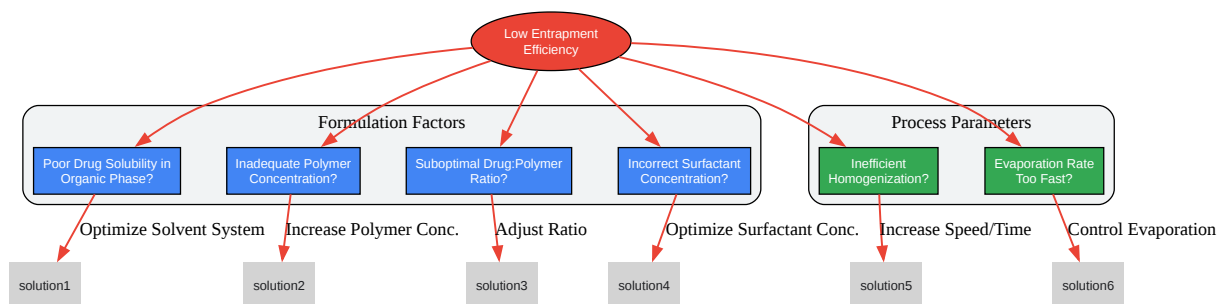 Low Entrapment
Efficiency
Formulation Factors
Process Parameters
Poor Drug Solubility in
Organic Phase?
Inadequate Polymer
Concentration?
Suboptimal Drug:Polymer
Ratio?
Incorrect Surfactant
Concentration?
Inefficient
Homogenization?
Evaporation Rate
Too Fast?
Optimize Solvent System
Increase Polymer Conc.
Adjust Ratio
Optimize Surfactant Conc.
Increase Speed/Time
Control Evaporation
solution1
solution2
solution3
solution4
solution5
solution6